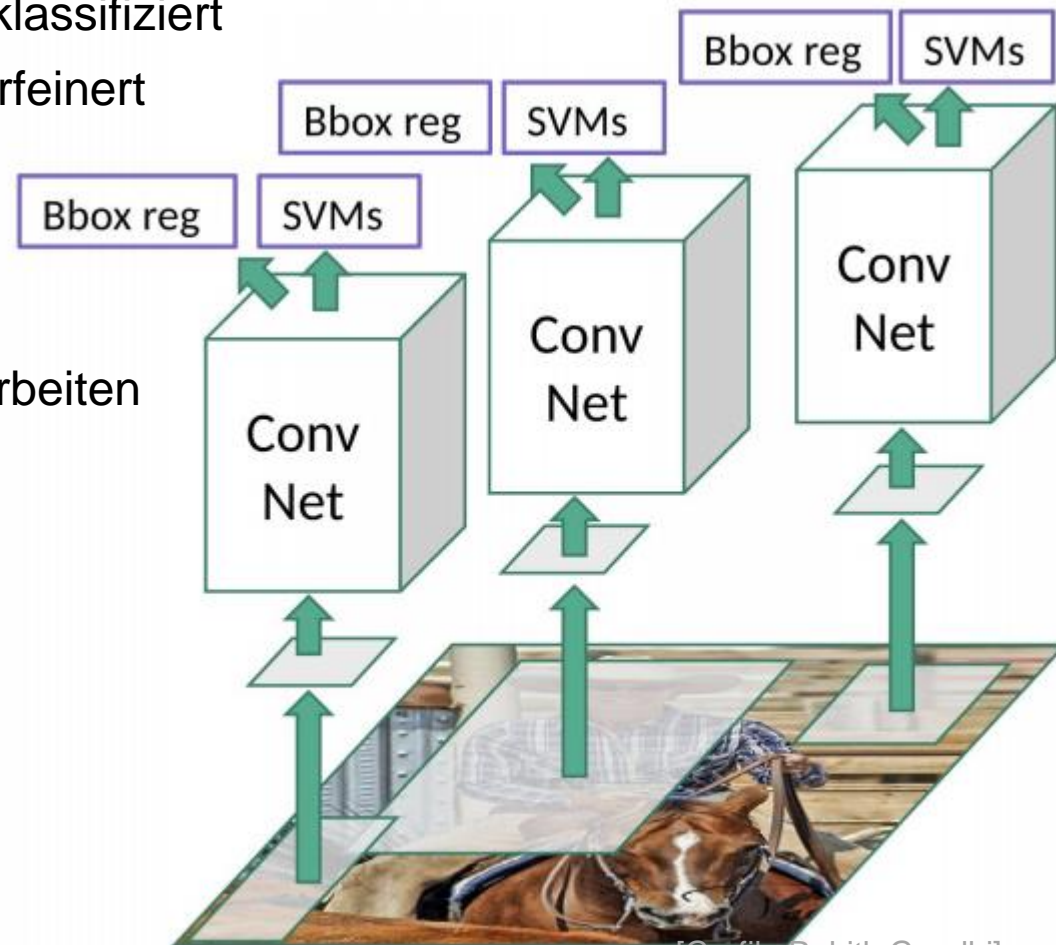 klassifiziert
rfeinert
rbeiten
Bbox reg SVMs
Conv
Net
Bbox reg SVMs
Conv
Net
Bbox reg SVMs
Conv
Net